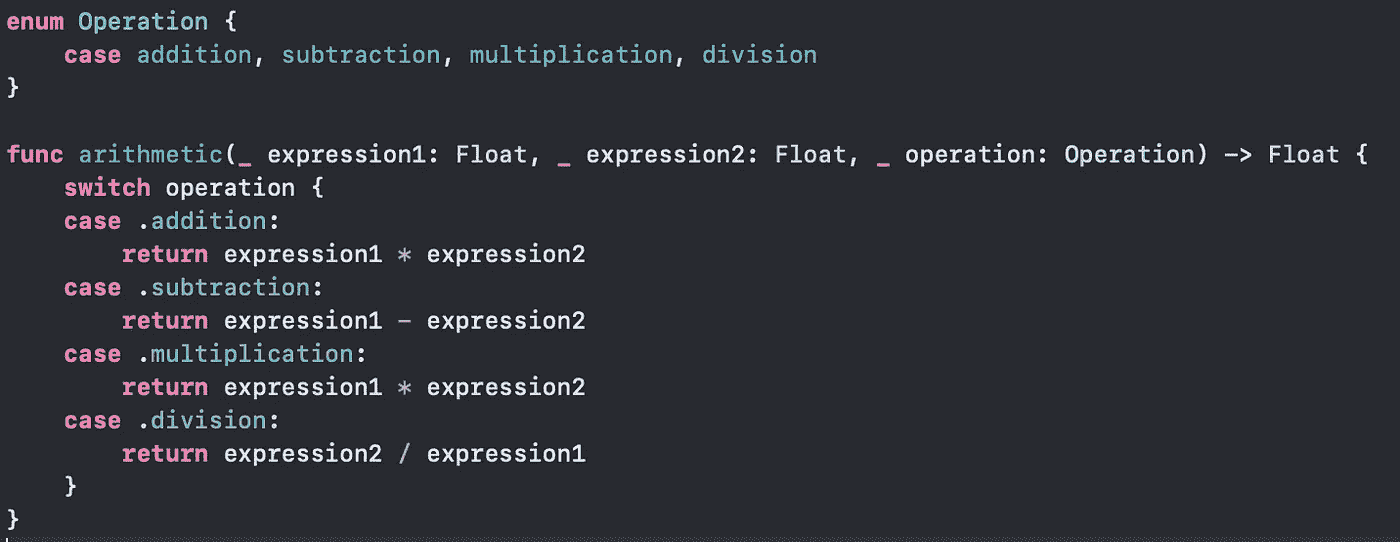 enum Operation {
    case addition, subtraction, multiplication, division
}

func arithmetic(_ expression1: Float, _ expression2: Float, _ operation: Operation) -> Float {
    switch operation {
    case .addition:
        return expression1 * expression2
    case .subtraction:
        return expression1 - expression2
    case .multiplication:
        return expression1 * expression2
    case .division:
        return expression2 / expression1
    }
}